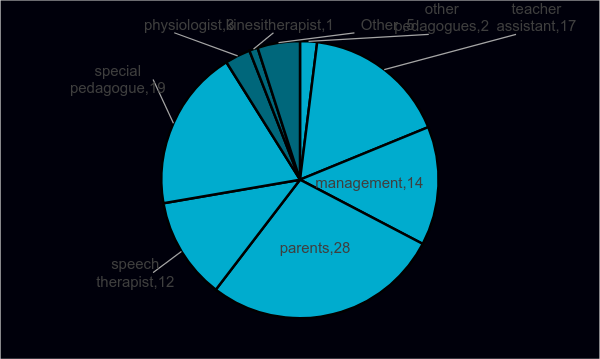 physiologist,3
kinesitherapist,1
Other, 5
other
pedagogues,2
teacher
assistant,17
special
pedagogue,19
management,14
parents,28
speech
therapist,12